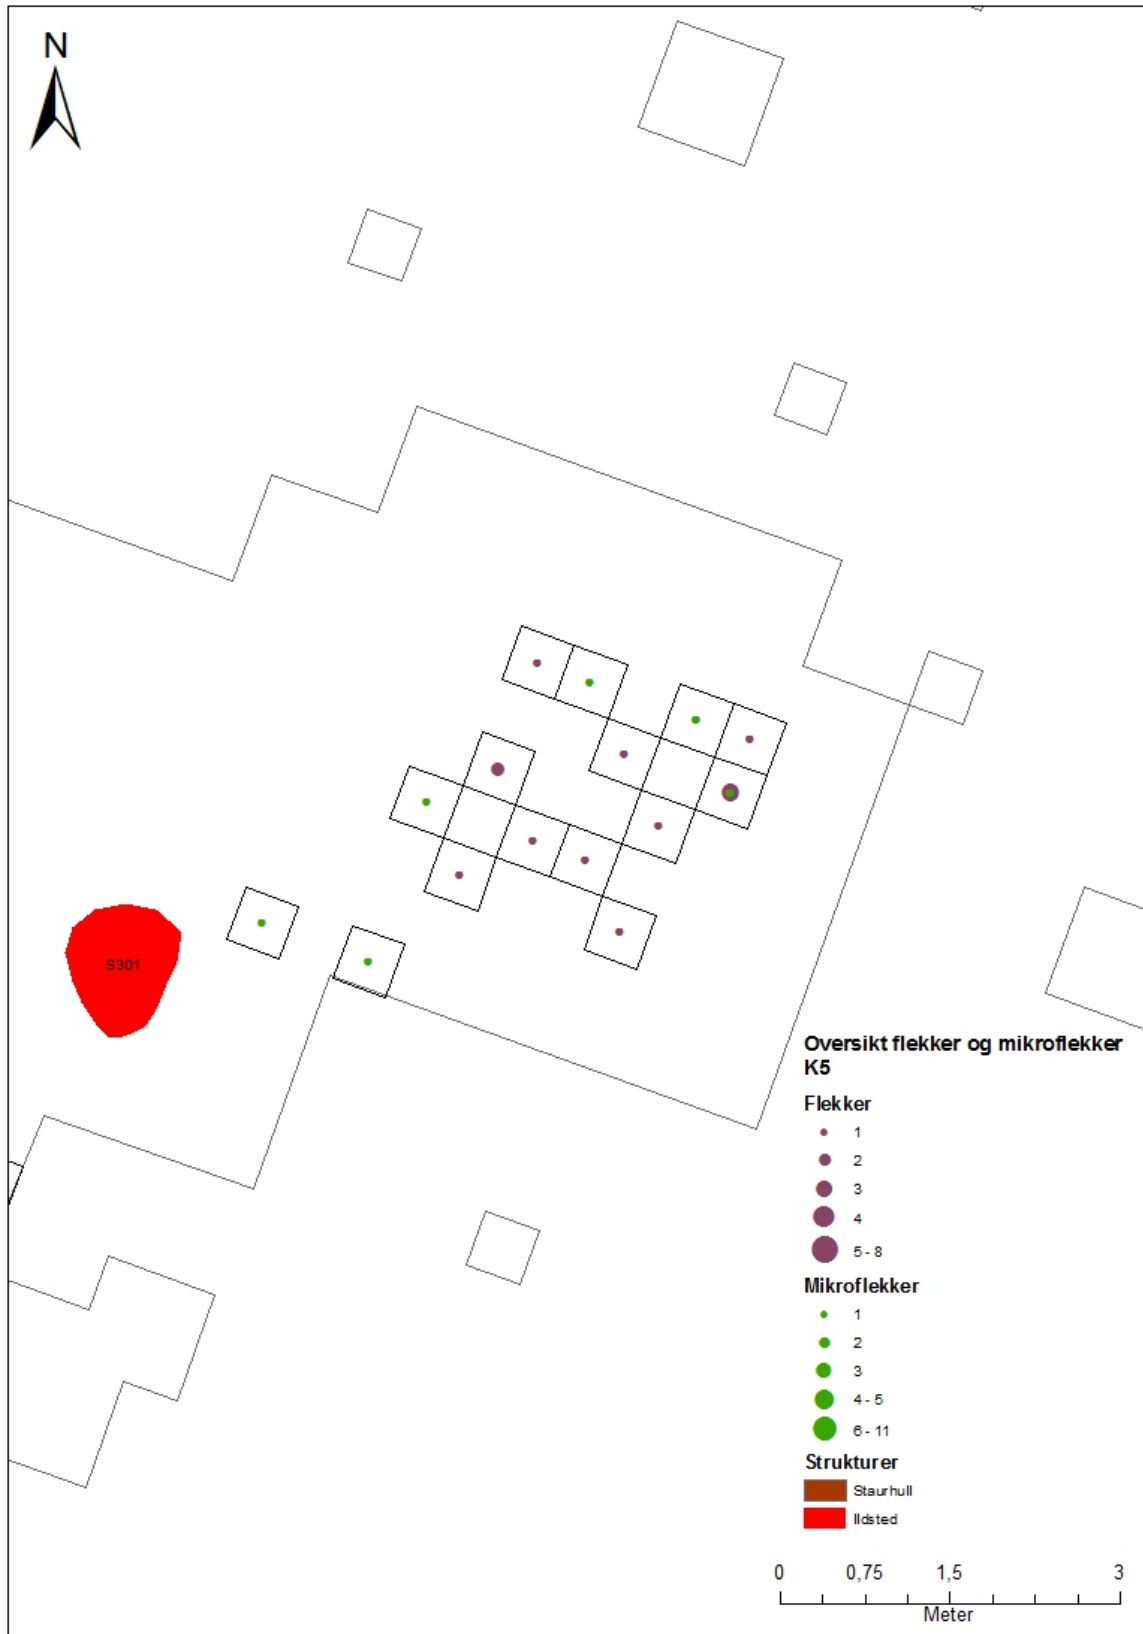 N
S301
Oversikt flekker og mikroflekker
K5
Flekker
1
2
3
4
5 - 8
Mikroflekker
1
2
3
4 - 5
6 - 11
Strukturer
Staurhull
Ildsted
0 0,75 1,5 3
Meter